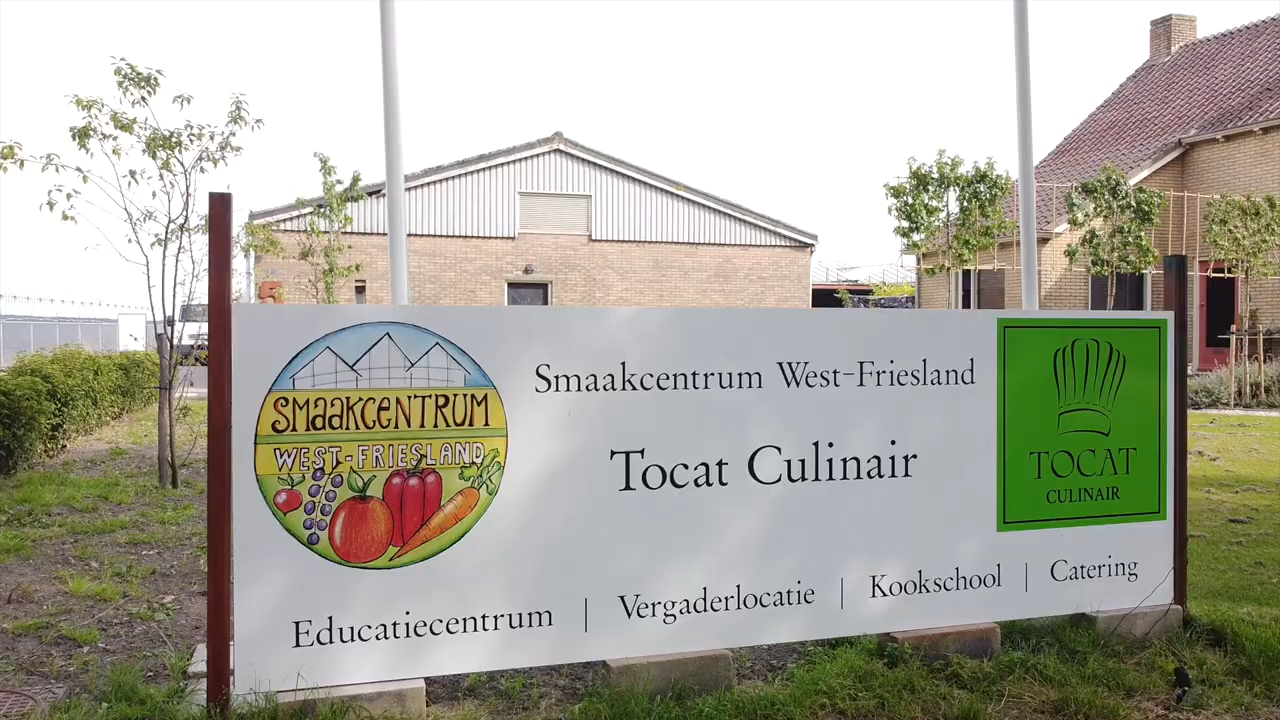 SMaaKCENTRUM
WEST-FRIESLAND
Smaakcentrum West-Friesland
Tocat Culinair
TOCAT
CULINAIR
Educatiecentrum | Vergaderlocatie | Kookschool | Catering